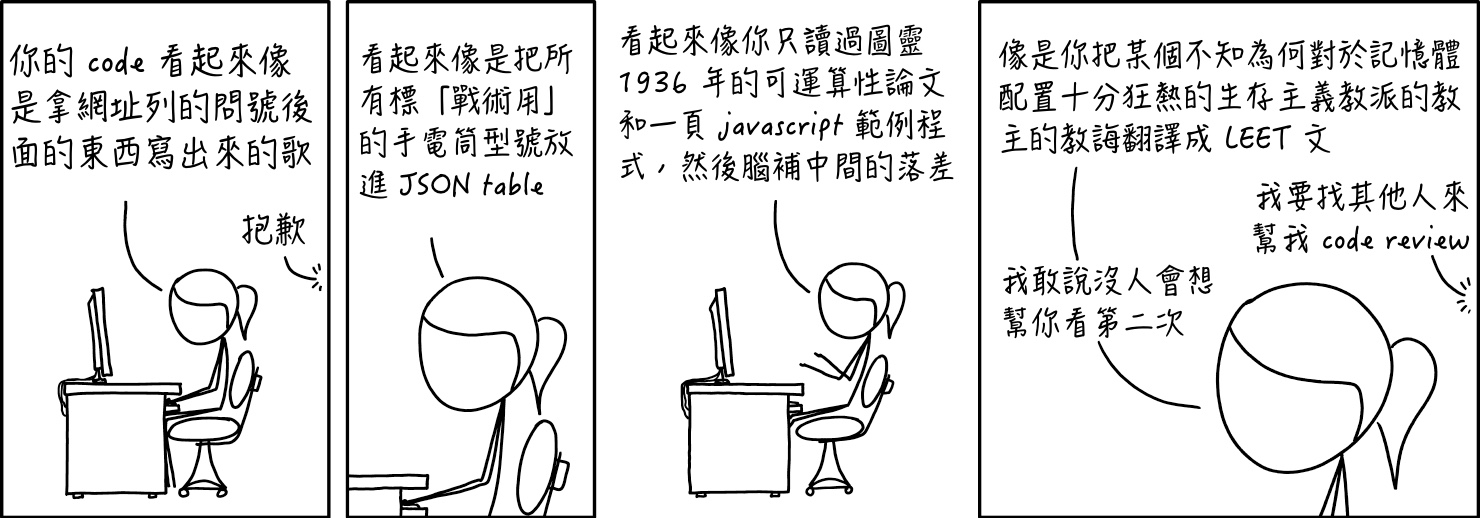 你的 code 看起來像
是拿網址列的問號後
面的東西寫出來的歌
抱歉
看起來像是把所
有標「戰術用」
的手電筒型號放
進 JSON table
看起來像你只讀過圖靈
1936 年的可運算性論文
和一頁 javascript 範例程
式，然後腦補中間的落差
像是你把某個不知為何對於記憶體
配置十分狂熱的生存主義教派的教
主的教誨翻譯成 LEET 文
我要找其他人來
幫我 code review
我敢說沒人會想
幫你看第二次